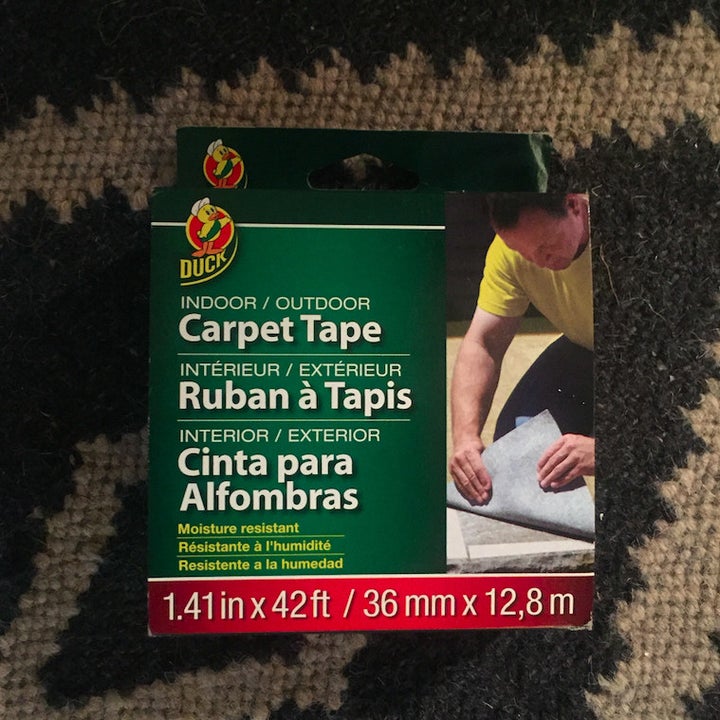 DUCK
INDOOR / OUTDOOR
Carpet Tape
INTÉRIEUR / EXTÉRIEUR
Ruban à Tapis
INTERIOR / EXTERIOR
Cinta para
Alfombras
Moisture resistant
Résistante à l'humidité
Resistente a la humedad
1.41 in x 42 ft / 36 mm x 12,8 m